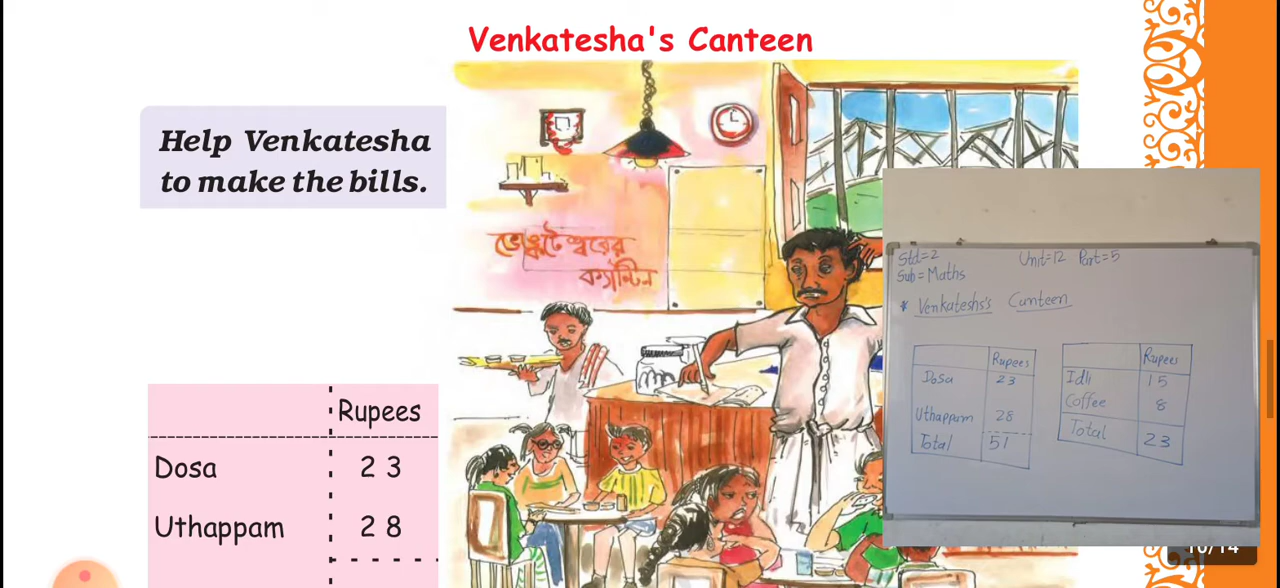 Venkatesha's Canteen
Help Venkatesha
to make the bills.
ভেঙ্কটেশ্বরের
ক্যান্টিন
Rupees
Dosa 2 3
Uthappam 2 8
Std=2 Unit=12 Part=5
Sub=Maths
* Venkateshs's Canteen
Rupees
Dosa 23
Uthappam 28
Total 51
Rupees
Idli 15
Coffee 8
Total 23
10/14